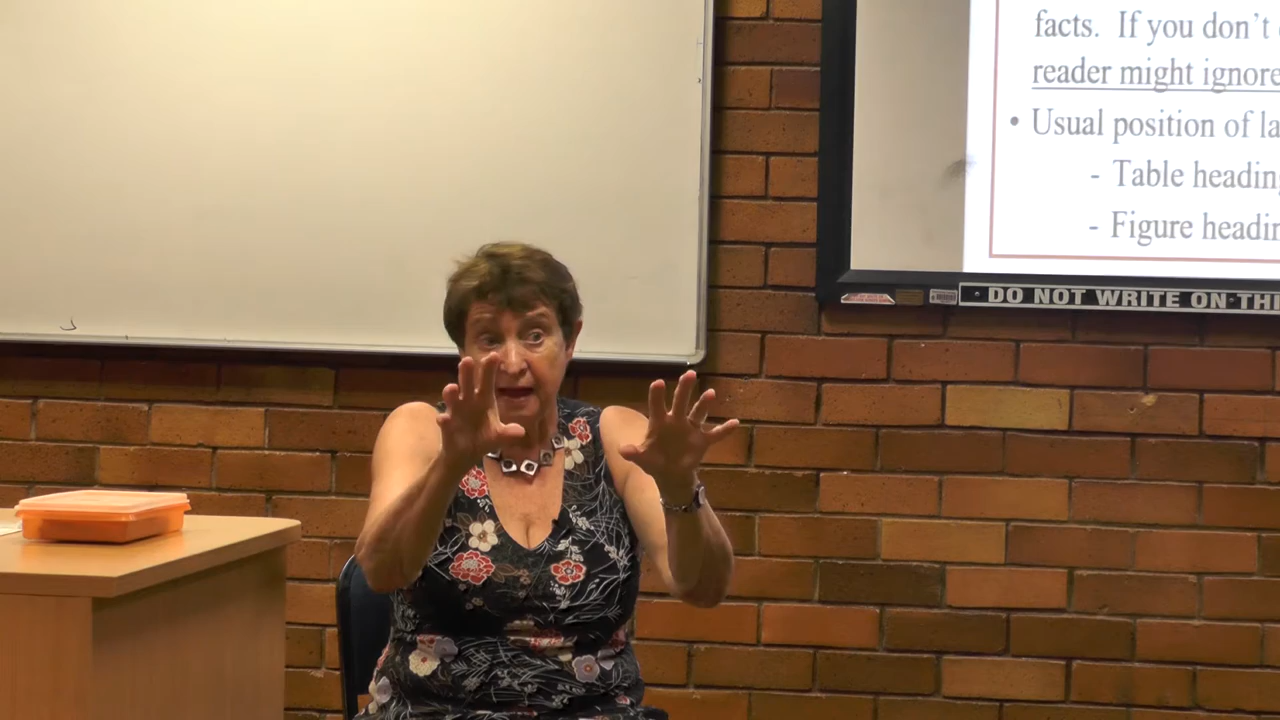 facts. If you don't
reader might ignore
• Usual position of la
- Table heading
- Figure headin
DO NOT WRITE ON THI